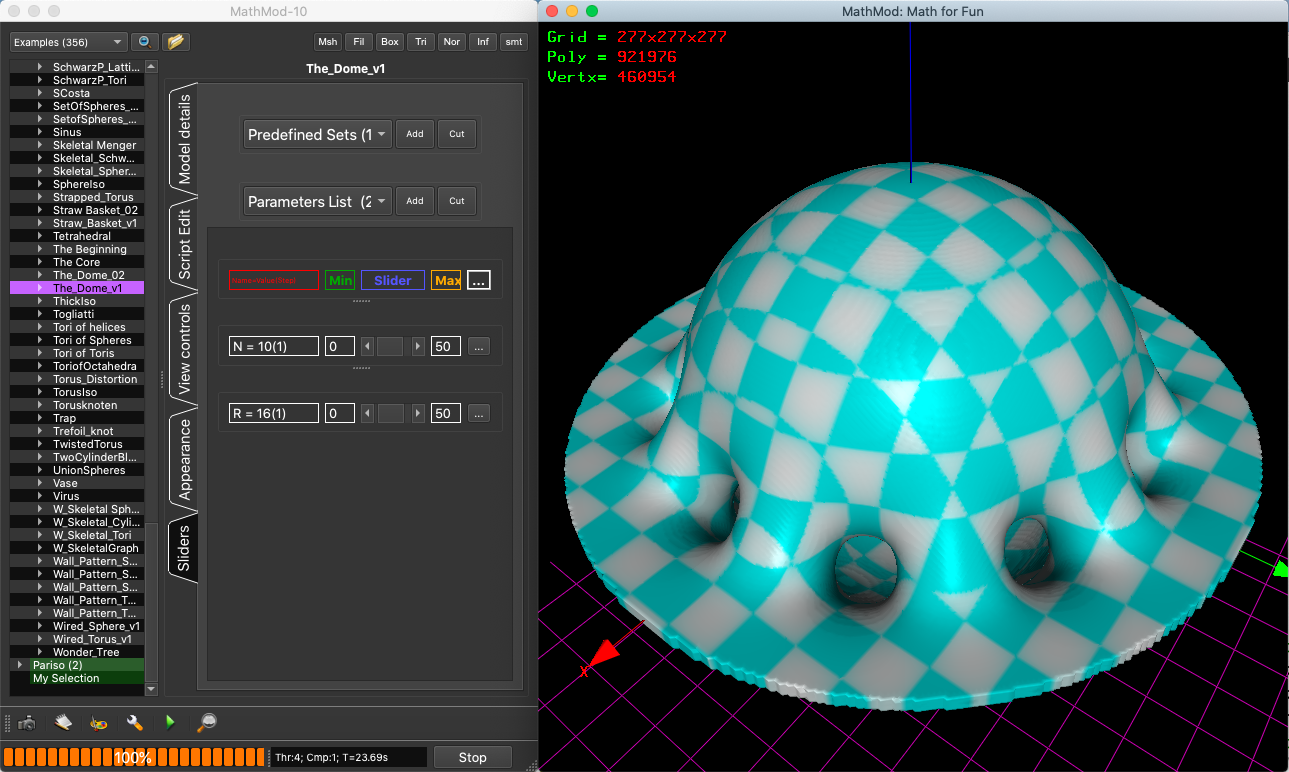 MathMod-10
MathMod: Math for Fun
Examples (356)
Msh
Fil
Box
Tri
Nor
Inf
smt
SchwarzP_Latti...
SchwarzP_Tori
SCosta
SetOfSpheres_...
SetofSpheres_...
Sinus
Skeletal Menger
Skeletal_Schw...
Skeletal_Spher...
SphereIso
Strapped_Torus
Straw Basket_02
Straw_Basket_v1
Tetrahedral
The Beginning
The Core
The_Dome_02
The_Dome_v1
ThickIso
Togliatti
Tori of helices
Tori of Spheres
Tori of Toris
ToriofOctahedra
Torus_Distortion
TorusIso
Torusknoten
Trap
Trefoil_knot
TwistedTorus
TwoCylinderBl...
UnionSpheres
Vase
Virus
W_Skeletal Sph...
W_Skeletal_Cyli...
W_Skeletal_Tori
W_SkeletalGraph
Wall_Pattern_S...
Wall_Pattern_S...
Wall_Pattern_S...
Wall_Pattern_T...
Wall_Pattern_T...
Wired_Sphere_v1
Wired_Torus_v1
Wonder_Tree
Pariso (2)
My Selection
Model details
Script Edit
View controls
Appearance
Sliders
The_Dome_v1
Predefined Sets (1
Add
Cut
Parameters List (2
Add
Cut
Name=Value(Step)
Min
Slider
Max
...
N = 10(1)
0
50
...
R = 16(1)
0
50
...
100%
Thr:4; Cmp:1; T=23.69s
Stop
Grid = 277x277x277
Poly = 921976
Vertx= 460954
X